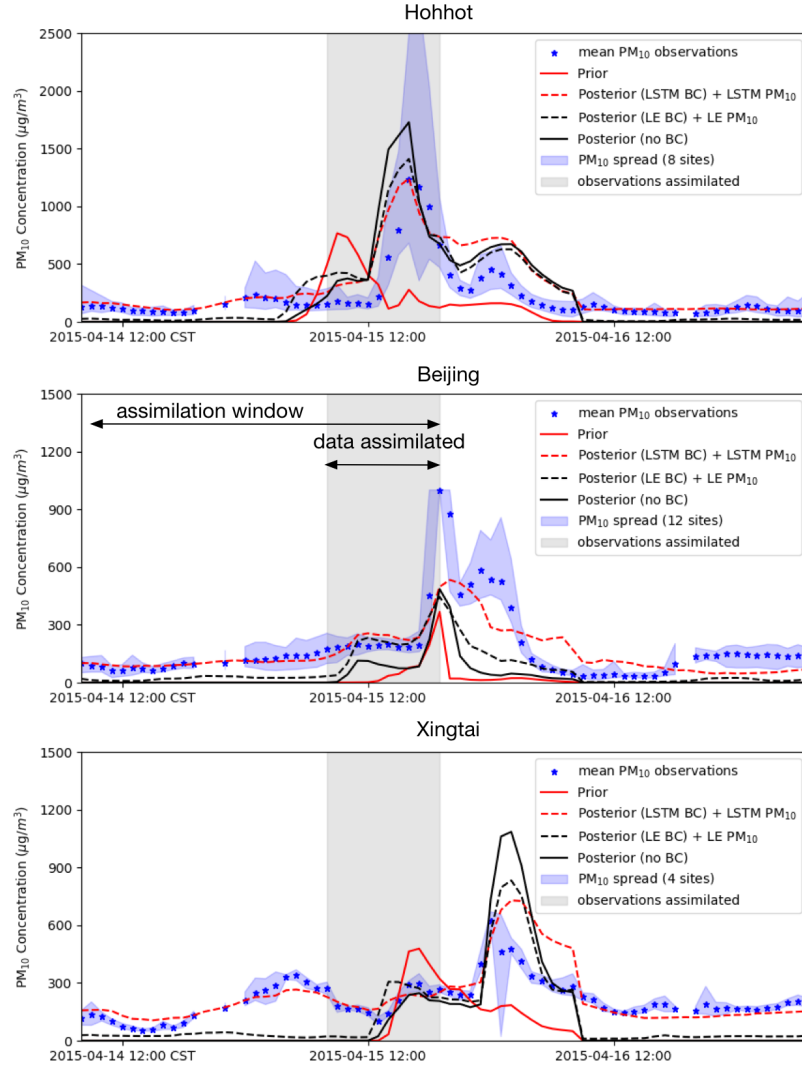 Hohhot
2500
2000
1500
1000
500
0
PM₁₀ Concentration (μg/m³)
mean PM₁₀ observations
Prior
Posterior (LSTM BC) + LSTM PM₁₀
Posterior (LE BC) + LE PM₁₀
Posterior (no BC)
PM₁₀ spread (8 sites)
observations assimilated
2015-04-14 12:00 CST
2015-04-15 12:00
2015-04-16 12:00
Beijing
1500
1200
900
600
300
0
PM₁₀ Concentration (μg/m³)
assimilation window
data assimilated
mean PM₁₀ observations
Prior
Posterior (LSTM BC) + LSTM PM₁₀
Posterior (LE BC) + LE PM₁₀
Posterior (no BC)
PM₁₀ spread (12 sites)
observations assimilated
2015-04-14 12:00 CST
2015-04-15 12:00
2015-04-16 12:00
Xingtai
1500
1200
900
600
300
0
PM₁₀ Concentration (μg/m³)
mean PM₁₀ observations
Prior
Posterior (LSTM BC) + LSTM PM₁₀
Posterior (LE BC) + LE PM₁₀
Posterior (no BC)
PM₁₀ spread (4 sites)
observations assimilated
2015-04-14 12:00 CST
2015-04-15 12:00
2015-04-16 12:00